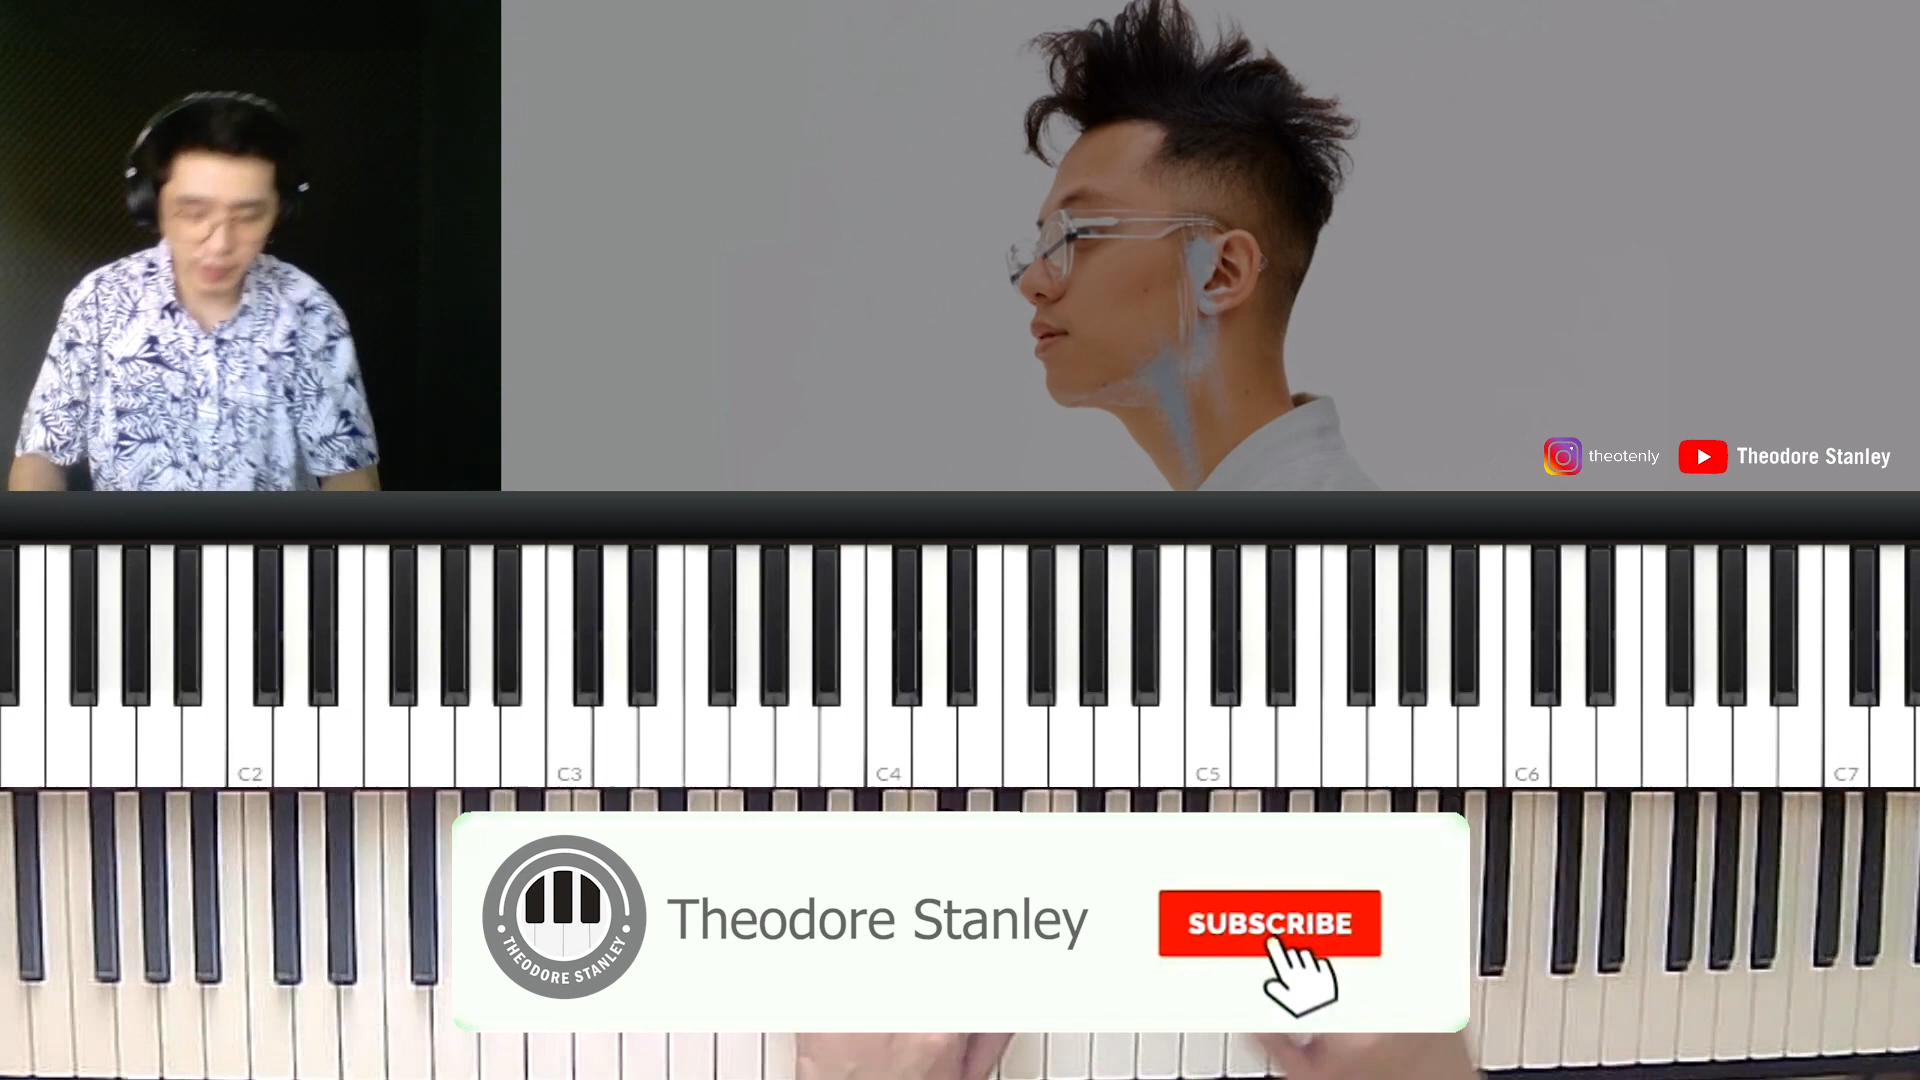 theotenly
Theodore Stanley
C2
C3
C4
C5
C6
C7
THEODORE STANLEY
Theodore Stanley
SUBSCRIBE